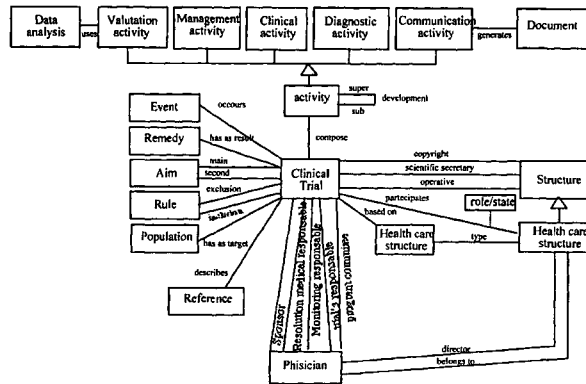 Data
analysis
uses
Valutation
activity
Management
activity
Clinical
activity
Diagnostic
activity
Communication
activity
generates
Document
activity
super
sub
development
Event
occours
Remedy
has as result
Aim
main
second
Rule
exclusion
Population
has as target
compose
Clinical
Trial
copyright
scientific secretary
operative
Structure
partecipates
role/state
based on
Health care
structure
type
Health care
structure
describes
Reference
Sponsor
Resolution medical responsable
Monitoring responsable
trial's responsable
program commitee
Phisician
director
belongs to